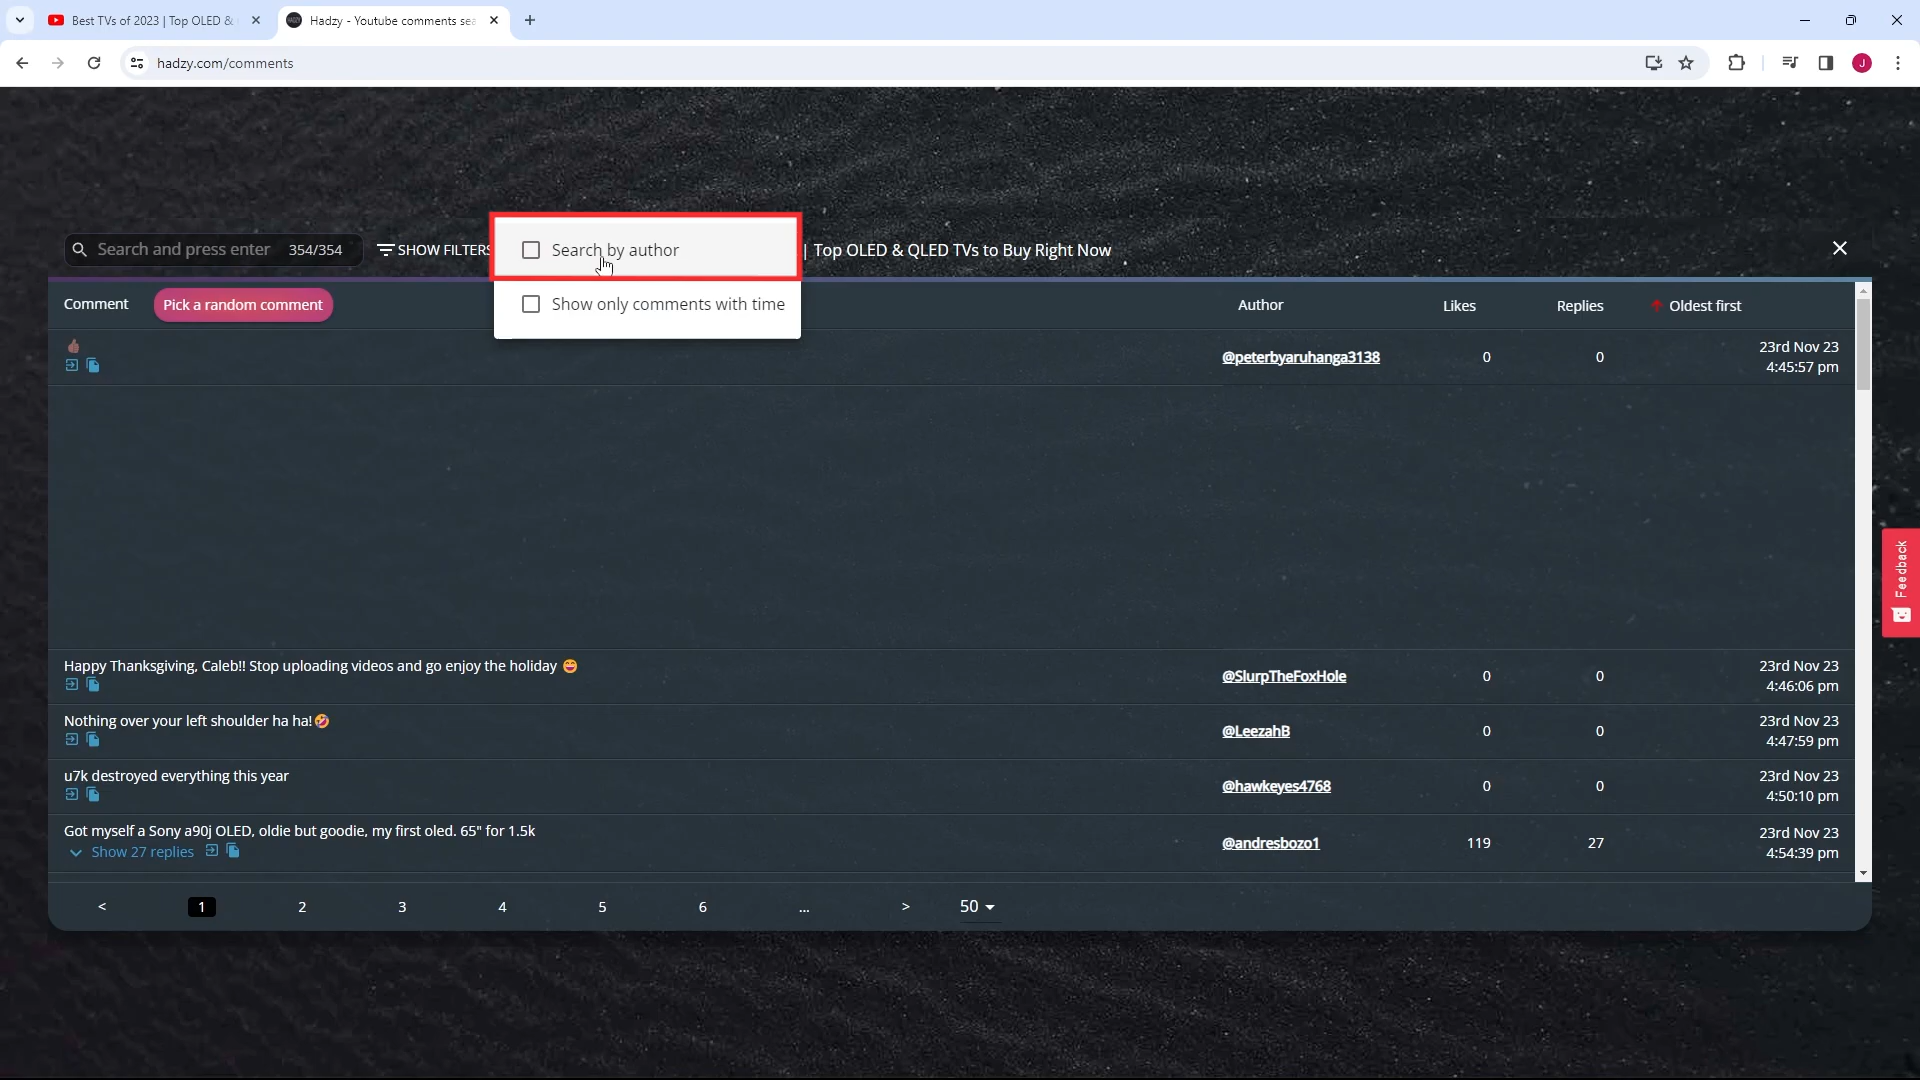 Best TVs of 2023 | Top OLED &
Hadzy - Youtube comments sea
hadzy.com/comments
J
Search and press enter 354/354
SHOW FILTERS
Search by author
| Top OLED & QLED TVs to Buy Right Now
Show only comments with time
Comment
Pick a random comment
Author
Likes
Replies
Oldest first
@peterbyaruhanga3138
0
0
23rd Nov 23
4:45:57 pm
Feedback
Happy Thanksgiving, Caleb!! Stop uploading videos and go enjoy the holiday 😄
@SlurpTheFoxHole
0
0
23rd Nov 23
4:46:06 pm
Nothing over your left shoulder ha ha!🤣
@LeezahB
0
0
23rd Nov 23
4:47:59 pm
u7k destroyed everything this year
@hawkeyes4768
0
0
23rd Nov 23
4:50:10 pm
Got myself a Sony a90j OLED, oldie but goodie, my first oled. 65" for 1.5k
Show 27 replies
@andresbozo1
119
27
23rd Nov 23
4:54:39 pm
< 1 2 3 4 5 6 ... > 50